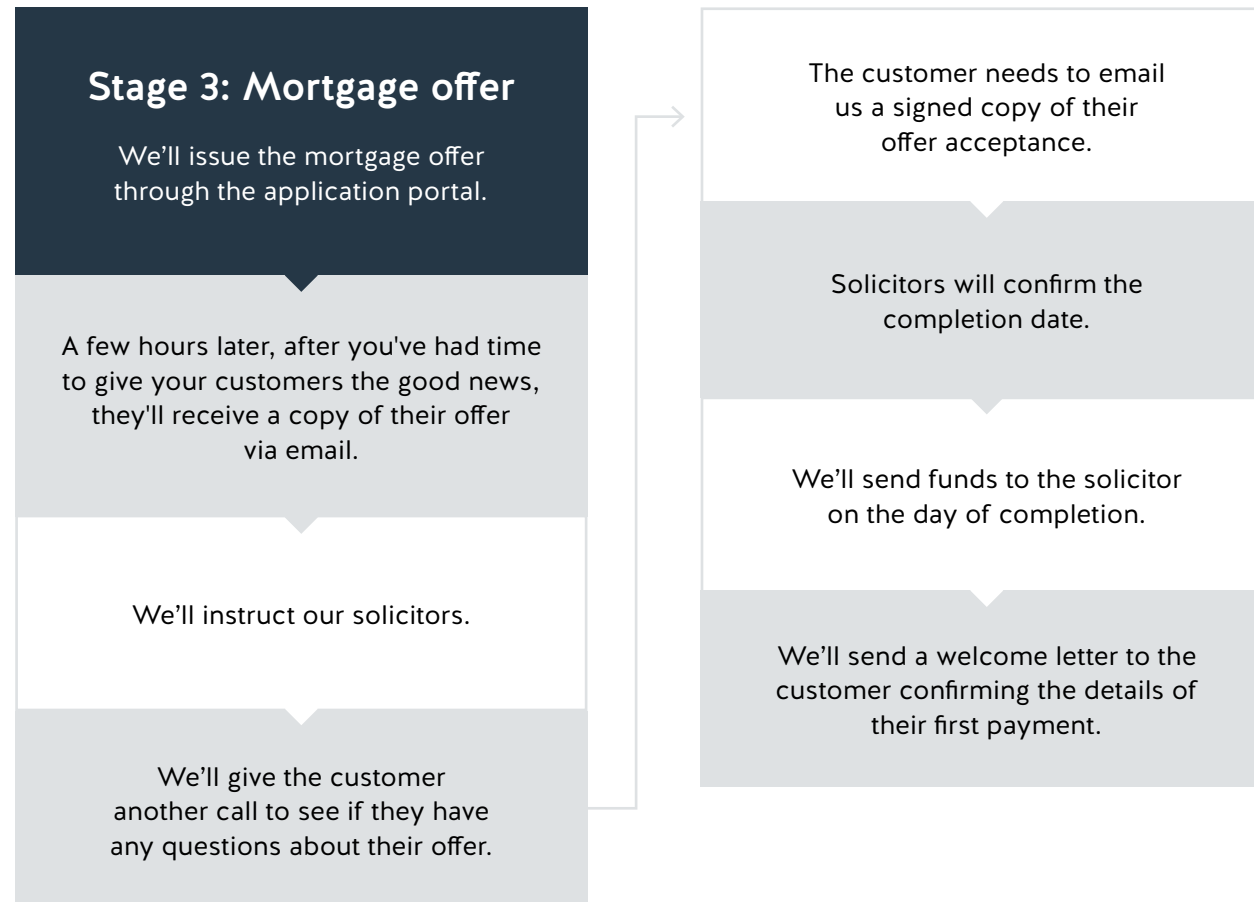 Stage 3: Mortgage offer
We’ll issue the mortgage offer
through the application portal.
A few hours later, after you've had time
to give your customers the good news,
they'll receive a copy of their offer
via email.
We’ll instruct our solicitors.
We’ll give the customer
another call to see if they have
any questions about their offer.
The customer needs to email
us a signed copy of their
offer acceptance.
Solicitors will confirm the
completion date.
We’ll send funds to the solicitor
on the day of completion.
We’ll send a welcome letter to the
customer confirming the details of
their first payment.